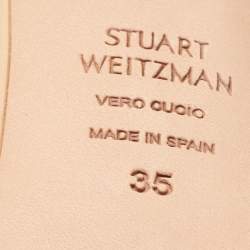 STUART
WEITZMAN
VERO CUOIO
MADE IN SPAIN
35